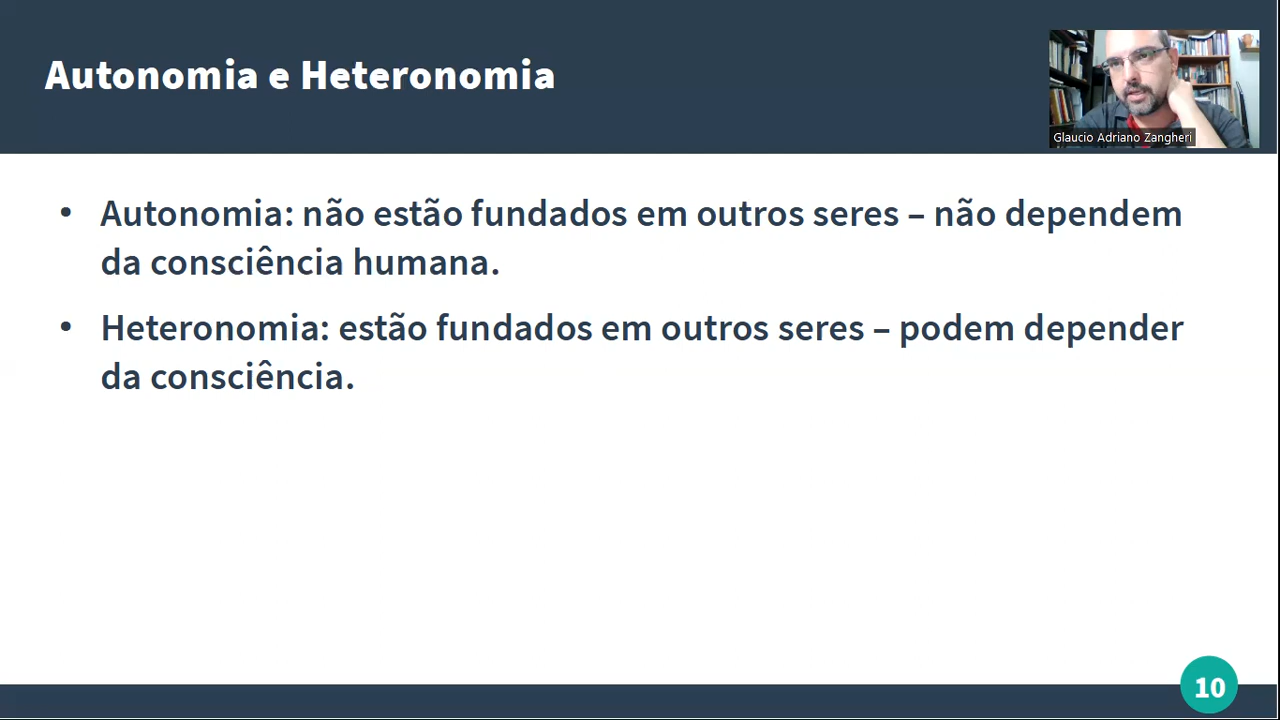 Autonomia e Heteronomia
Glaucio Adriano Zangheri
• Autonomia: não estão fundados em outros seres – não dependem
da consciência humana.
• Heteronomia: estão fundados em outros seres – podem depender
da consciência.
10